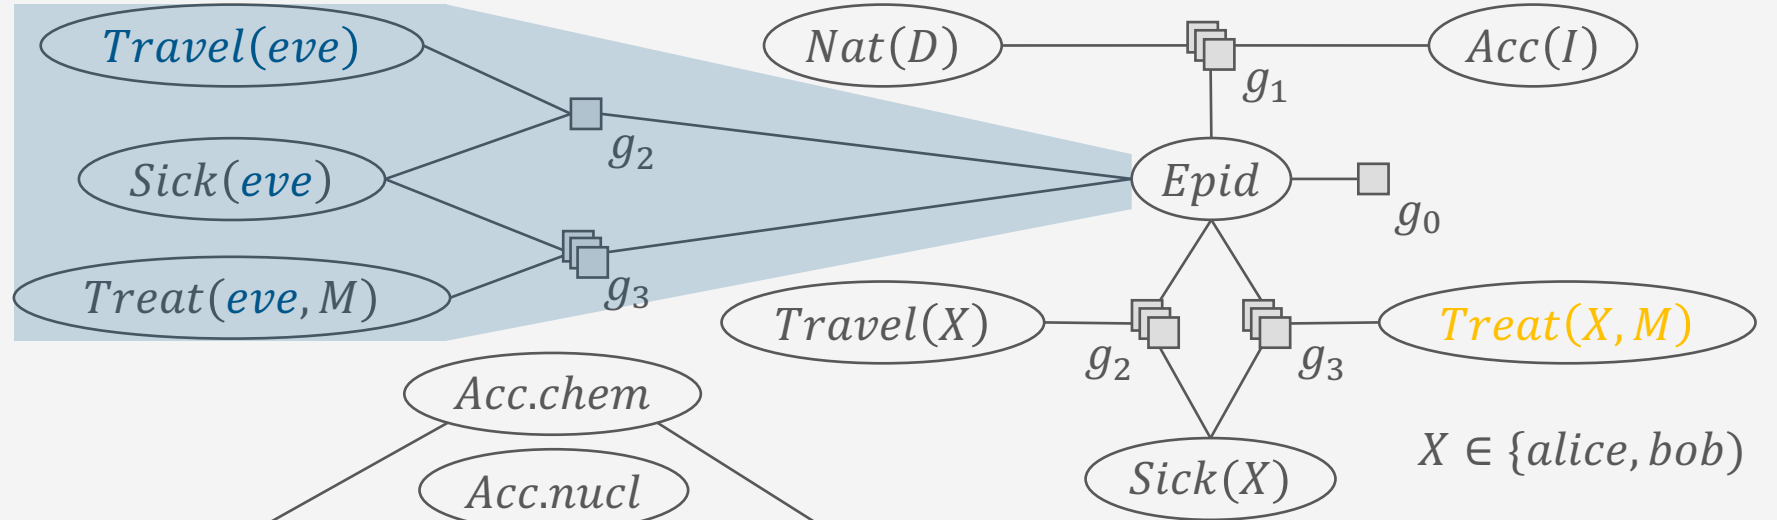 Travel(eve)
Nat(D)
Acc(I)
g₁
g₂
Sick(eve)
Epid
g₀
Treat(eve, M)
g₃
Travel(X)
g₂
g₃
Treat(X, M)
Acc.chem
X ∈ {alice, bob)
Acc.nucl
Sick(X)